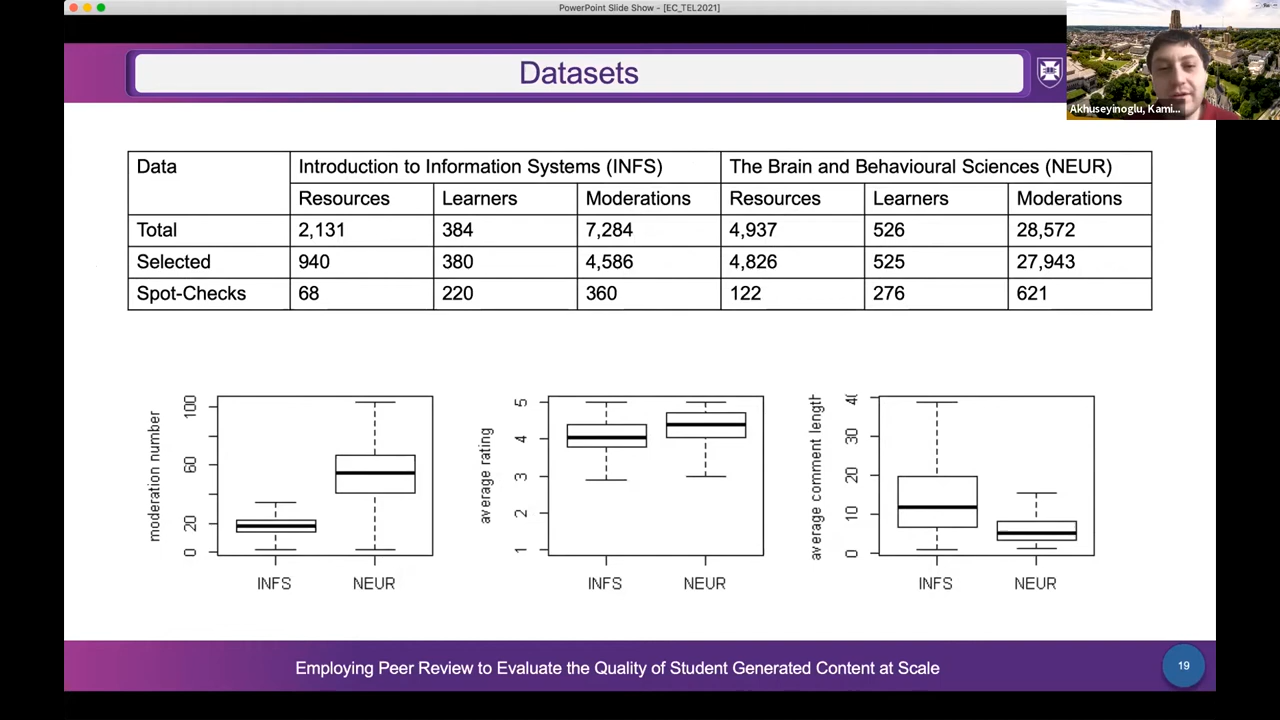 PowerPoint Slide Show - [EC_TEL2021]
Datasets
Akhuseyinoglu, Kami...
Data Introduction to Information Systems (INFS) The Brain and Behavioural Sciences (NEUR)
Resources Learners Moderations Resources Learners Moderations
Total 2,131 384 7,284 4,937 526 28,572
Selected 940 380 4,586 4,826 525 27,943
Spot-Checks 68 220 360 122 276 621
moderation number
100
60
20
0
INFS NEUR
average rating
5
4
3
2
1
INFS NEUR
average comment length
30
20
10
0
INFS NEUR
Employing Peer Review to Evaluate the Quality of Student Generated Content at Scale
19